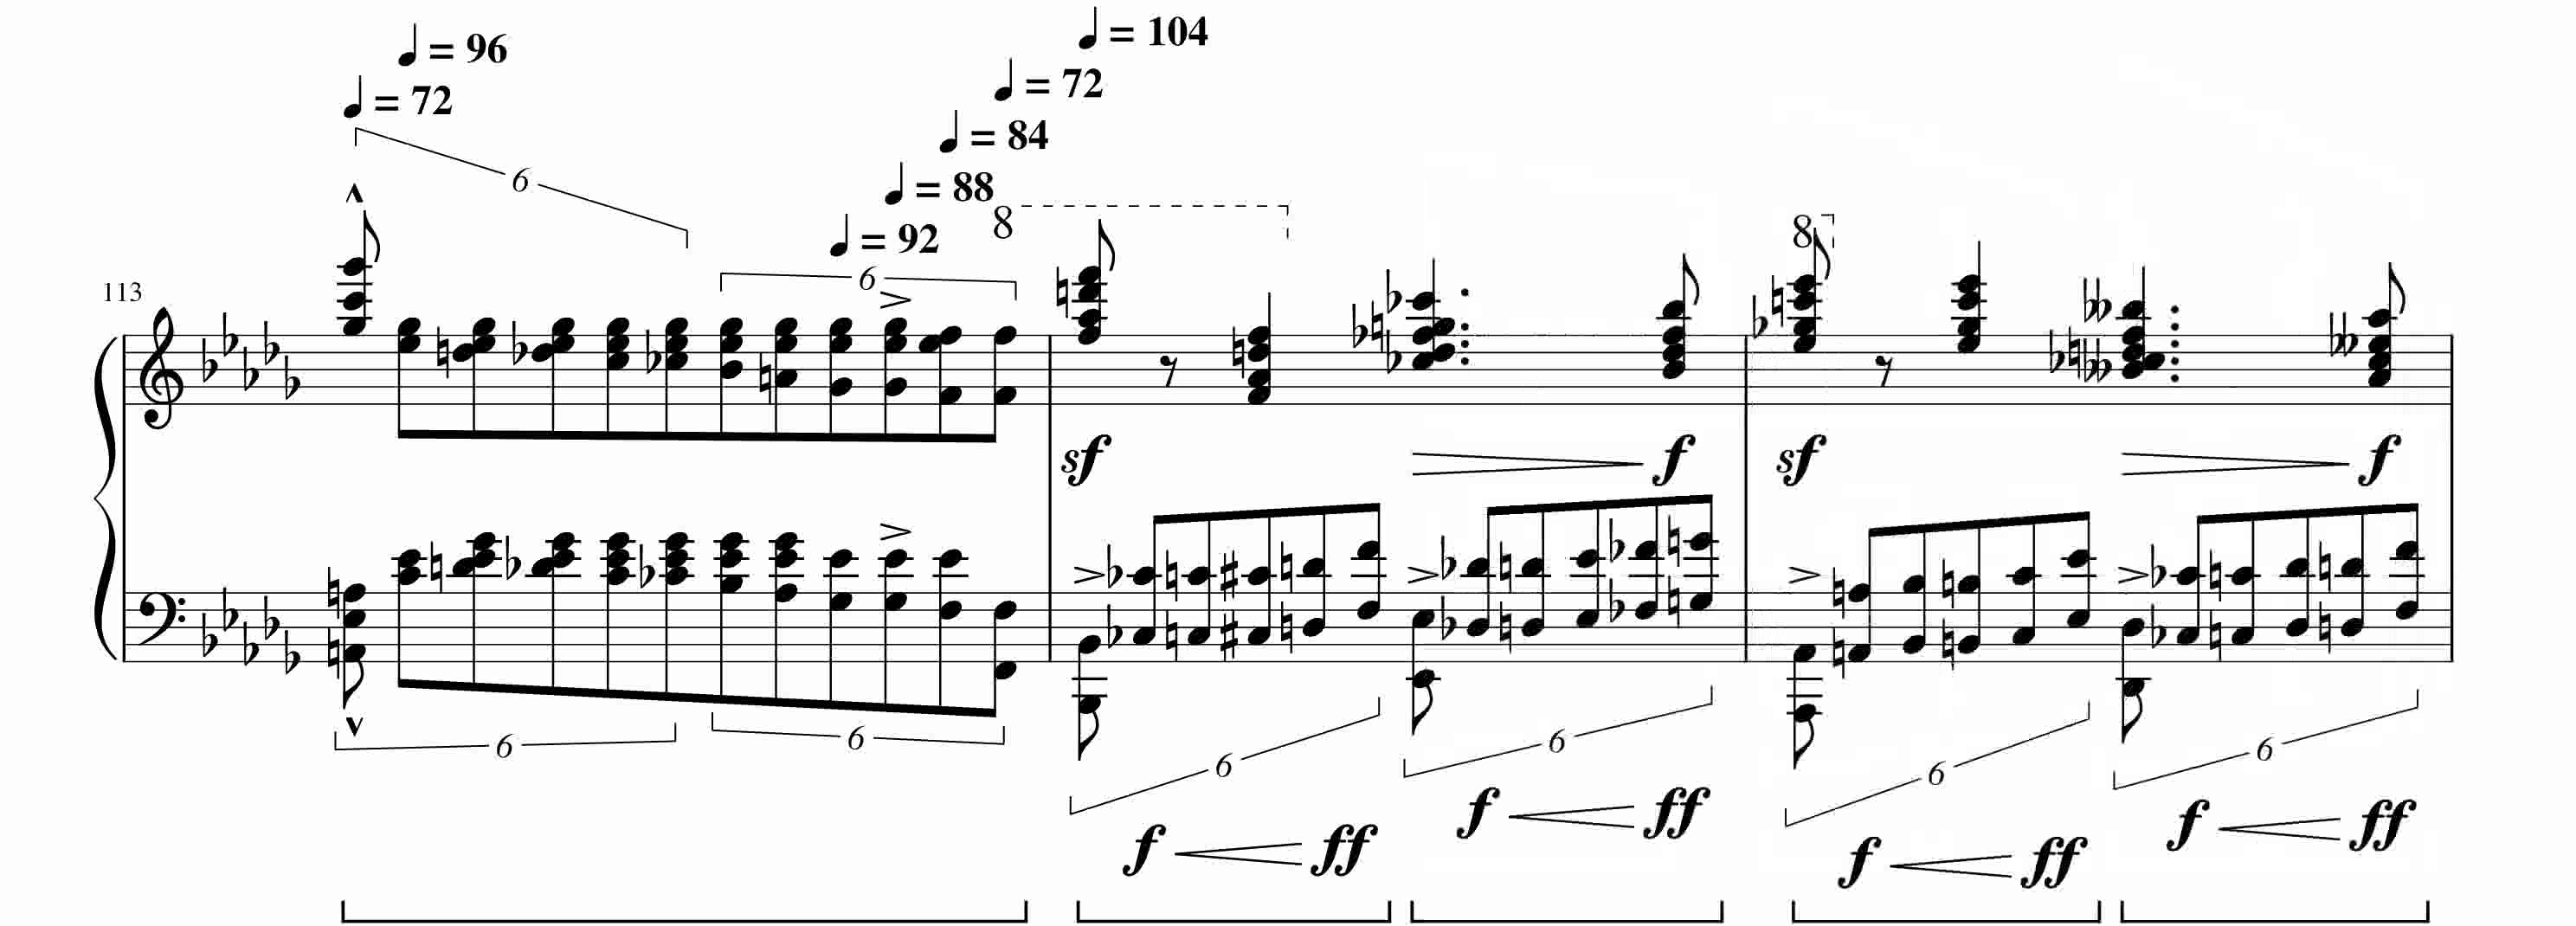 ♩ = 104
♩ = 96
♩ = 72
♩ = 72
♩ = 84
6
♩ = 88
8
8
♩ = 92
6
113
sf f sf f
6 6
6 6 6 6
f ff f ff
f ff f ff